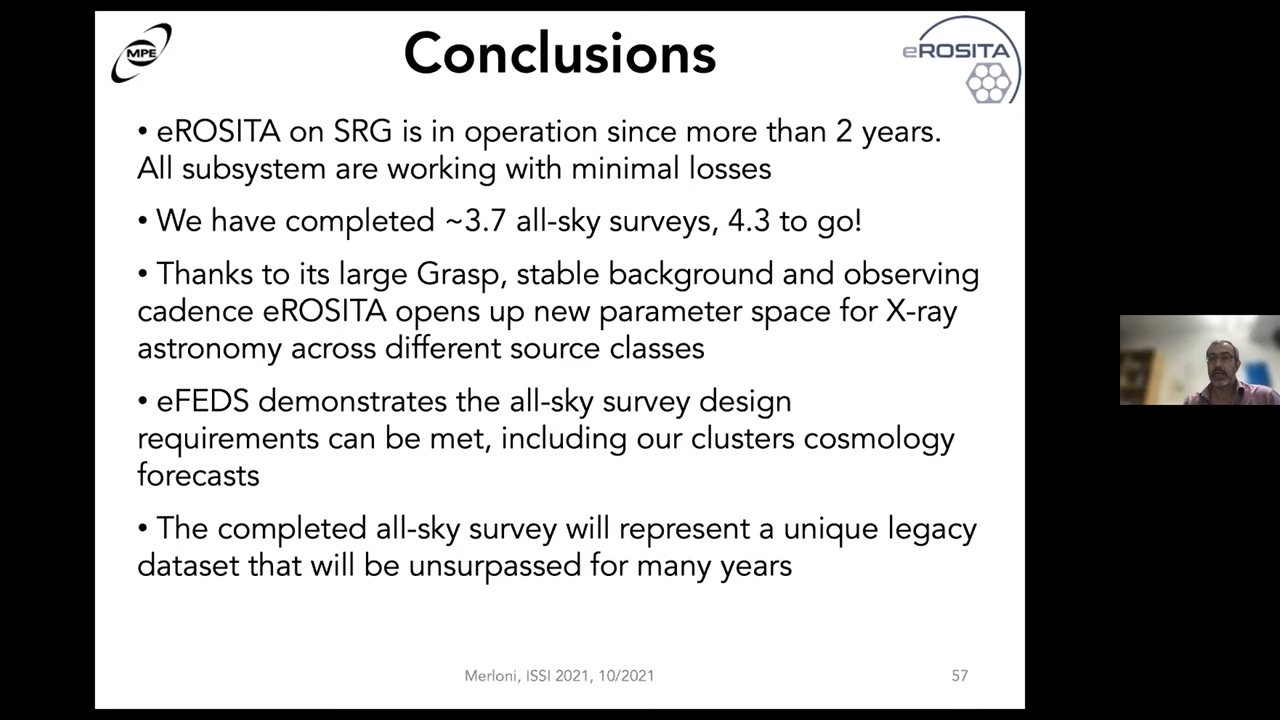 MPE
Conclusions
eROSITA
• eROSITA on SRG is in operation since more than 2 years.
All subsystem are working with minimal losses
• We have completed ~3.7 all-sky surveys, 4.3 to go!
• Thanks to its large Grasp, stable background and observing
cadence eROSITA opens up new parameter space for X-ray
astronomy across different source classes
• eFEDS demonstrates the all-sky survey design
requirements can be met, including our clusters cosmology
forecasts
• The completed all-sky survey will represent a unique legacy
dataset that will be unsurpassed for many years
Merloni, ISSI 2021, 10/2021
57